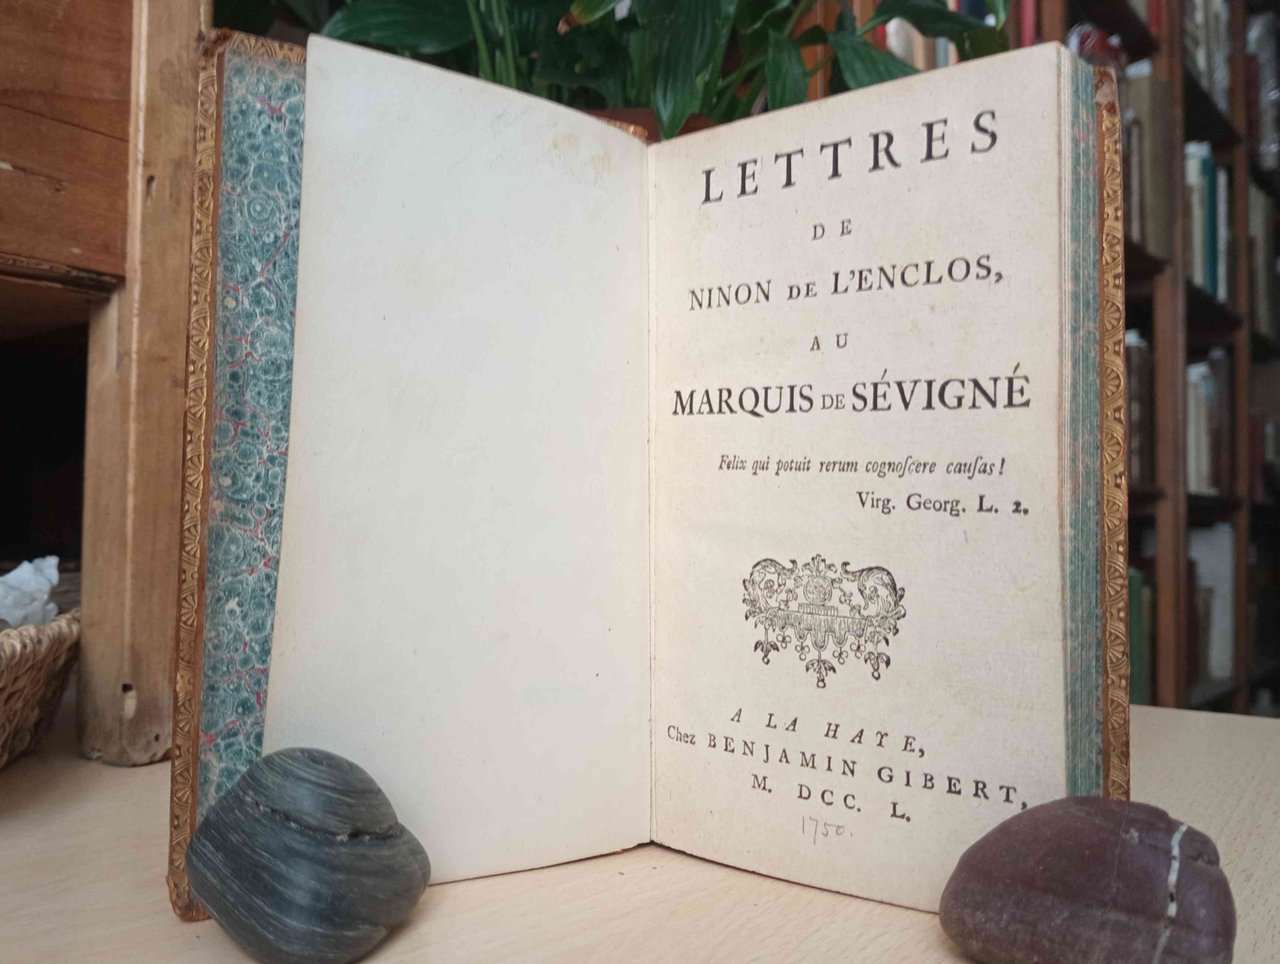 LETTRES
DE
NINON DE L'ENCLOS,
AU
MARQUIS DE SÉVIGNÉ
Felix qui potuit rerum cognoſcere cauſas!
Virg. Georg. L. 2.
A LA HAYE,
Chez BENJAMIN GIBERT,
M. DCC. L.
1750.